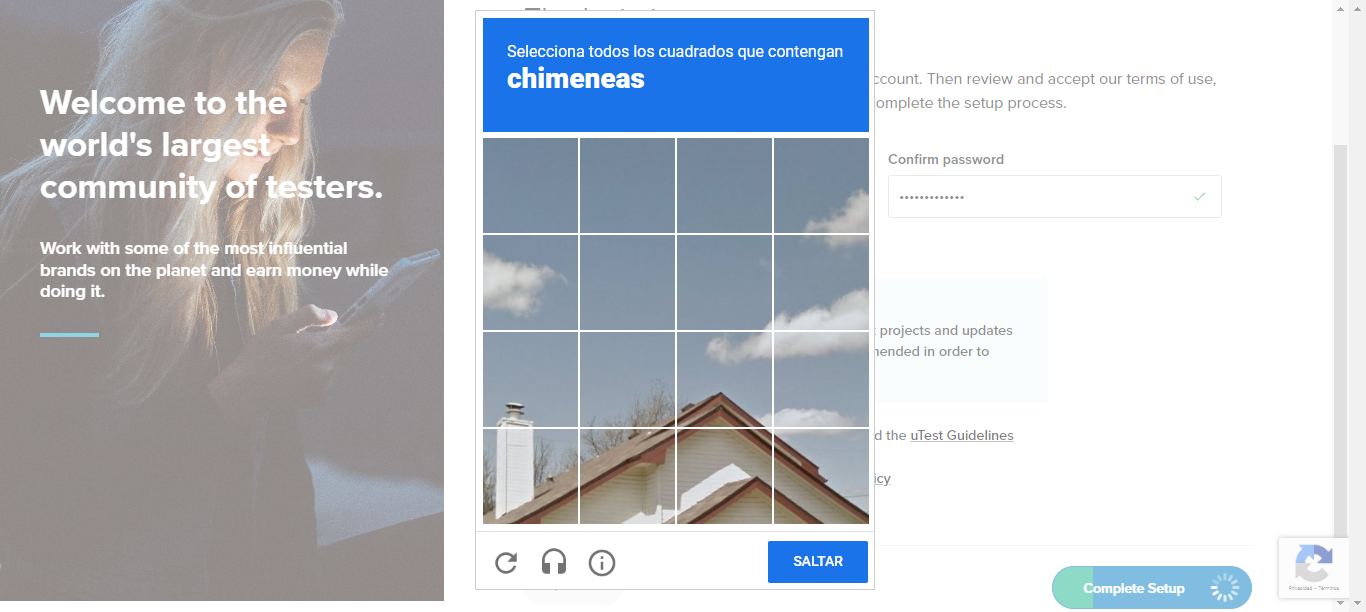 Welcome to the
world's largest
community of testers.
Work with some of the most influential
brands on the planet and earn money while
doing it.
Selecciona todos los cuadrados que contengan
chimeneas
SALTAR
ccount. Then review and accept our terms of use,
omplete the setup process.
Confirm password
•••••••••••••
projects and updates
nended in order to
d the uTest Guidelines
icy
Complete Setup
Privacidad - Términos